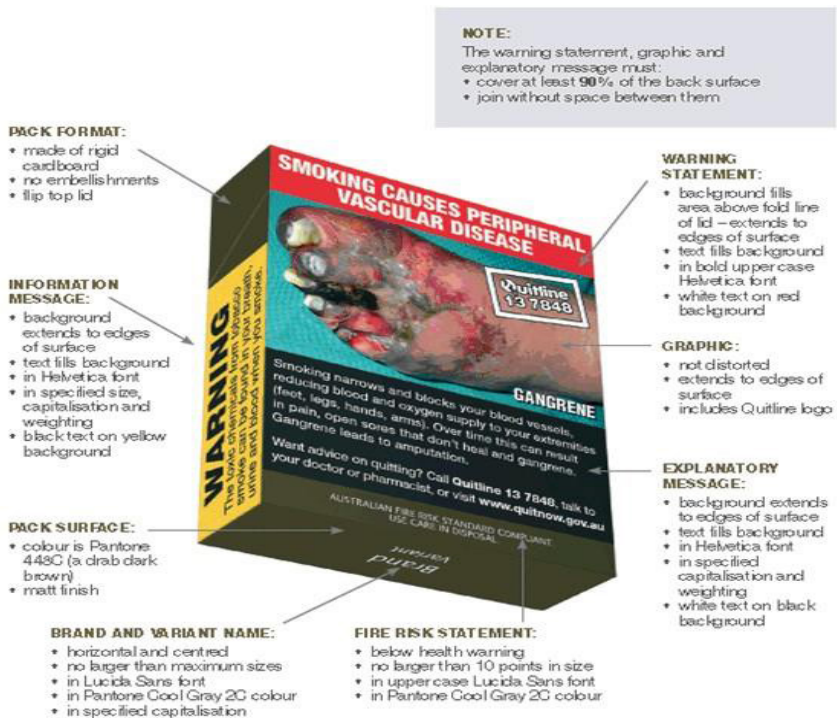 NOTE:
The warning statement, graphic and
explanatory message must:
• cover at least 90% of the back surface
• join without space between them
PACK FORMAT:
• made of rigid
cardboard
• no embellishments
• flip top lid
INFORMATION
MESSAGE:
• background
extends to edges
of surface
• text fills background
• in Helvetica font
• in specified size,
capitalisation and
weighting
• black text on yellow
background
PACK SURFACE:
• colour is Pantone
448C (a drab dark
brown)
• matt finish
WARNING
The toxic chemicals from tobacco
smoke can be found in your breath,
urine and blood when you smoke.
SMOKING CAUSES PERIPHERAL
VASCULAR DISEASE
Quitline
13 7848
GANGRENE
Smoking narrows and blocks your blood vessels,
reducing blood and oxygen supply to your extremities
(feet, legs, hands, arms). Over time this can result
in pain, open sores that don't heal and gangrene.
Gangrene leads to amputation.
Want advice on quitting? Call Quitline 13 7848, talk to
your doctor or pharmacist, or visit www.quitnow.gov.au
AUSTRALIAN FIRE RISK STANDARD COMPLIANT
USE CARE IN DISPOSAL
Brand
variant
WARNING
STATEMENT:
• background fills
area above fold line
of lid – extends to
edges of surface
• text fills background
• in bold upper case
Helvetica font
• white text on red
background
GRAPHIC:
• not distorted
• extends to edges of
surface
• includes Quitline logo
EXPLANATORY
MESSAGE:
• background extends
to edges of surface
• text fills background
• in Helvetica font
• in specified
capitalisation and
weighting
• white text on black
background
BRAND AND VARIANT NAME:
• horizontal and centred
• no larger than maximum sizes
• in Lucida Sans font
• in Pantone Cool Gray 2C colour
• in specified capitalisation
FIRE RISK STATEMENT:
• below health warning
• no larger than 10 points in size
• in upper case Lucida Sans font
• in Pantone Cool Gray 2C colour